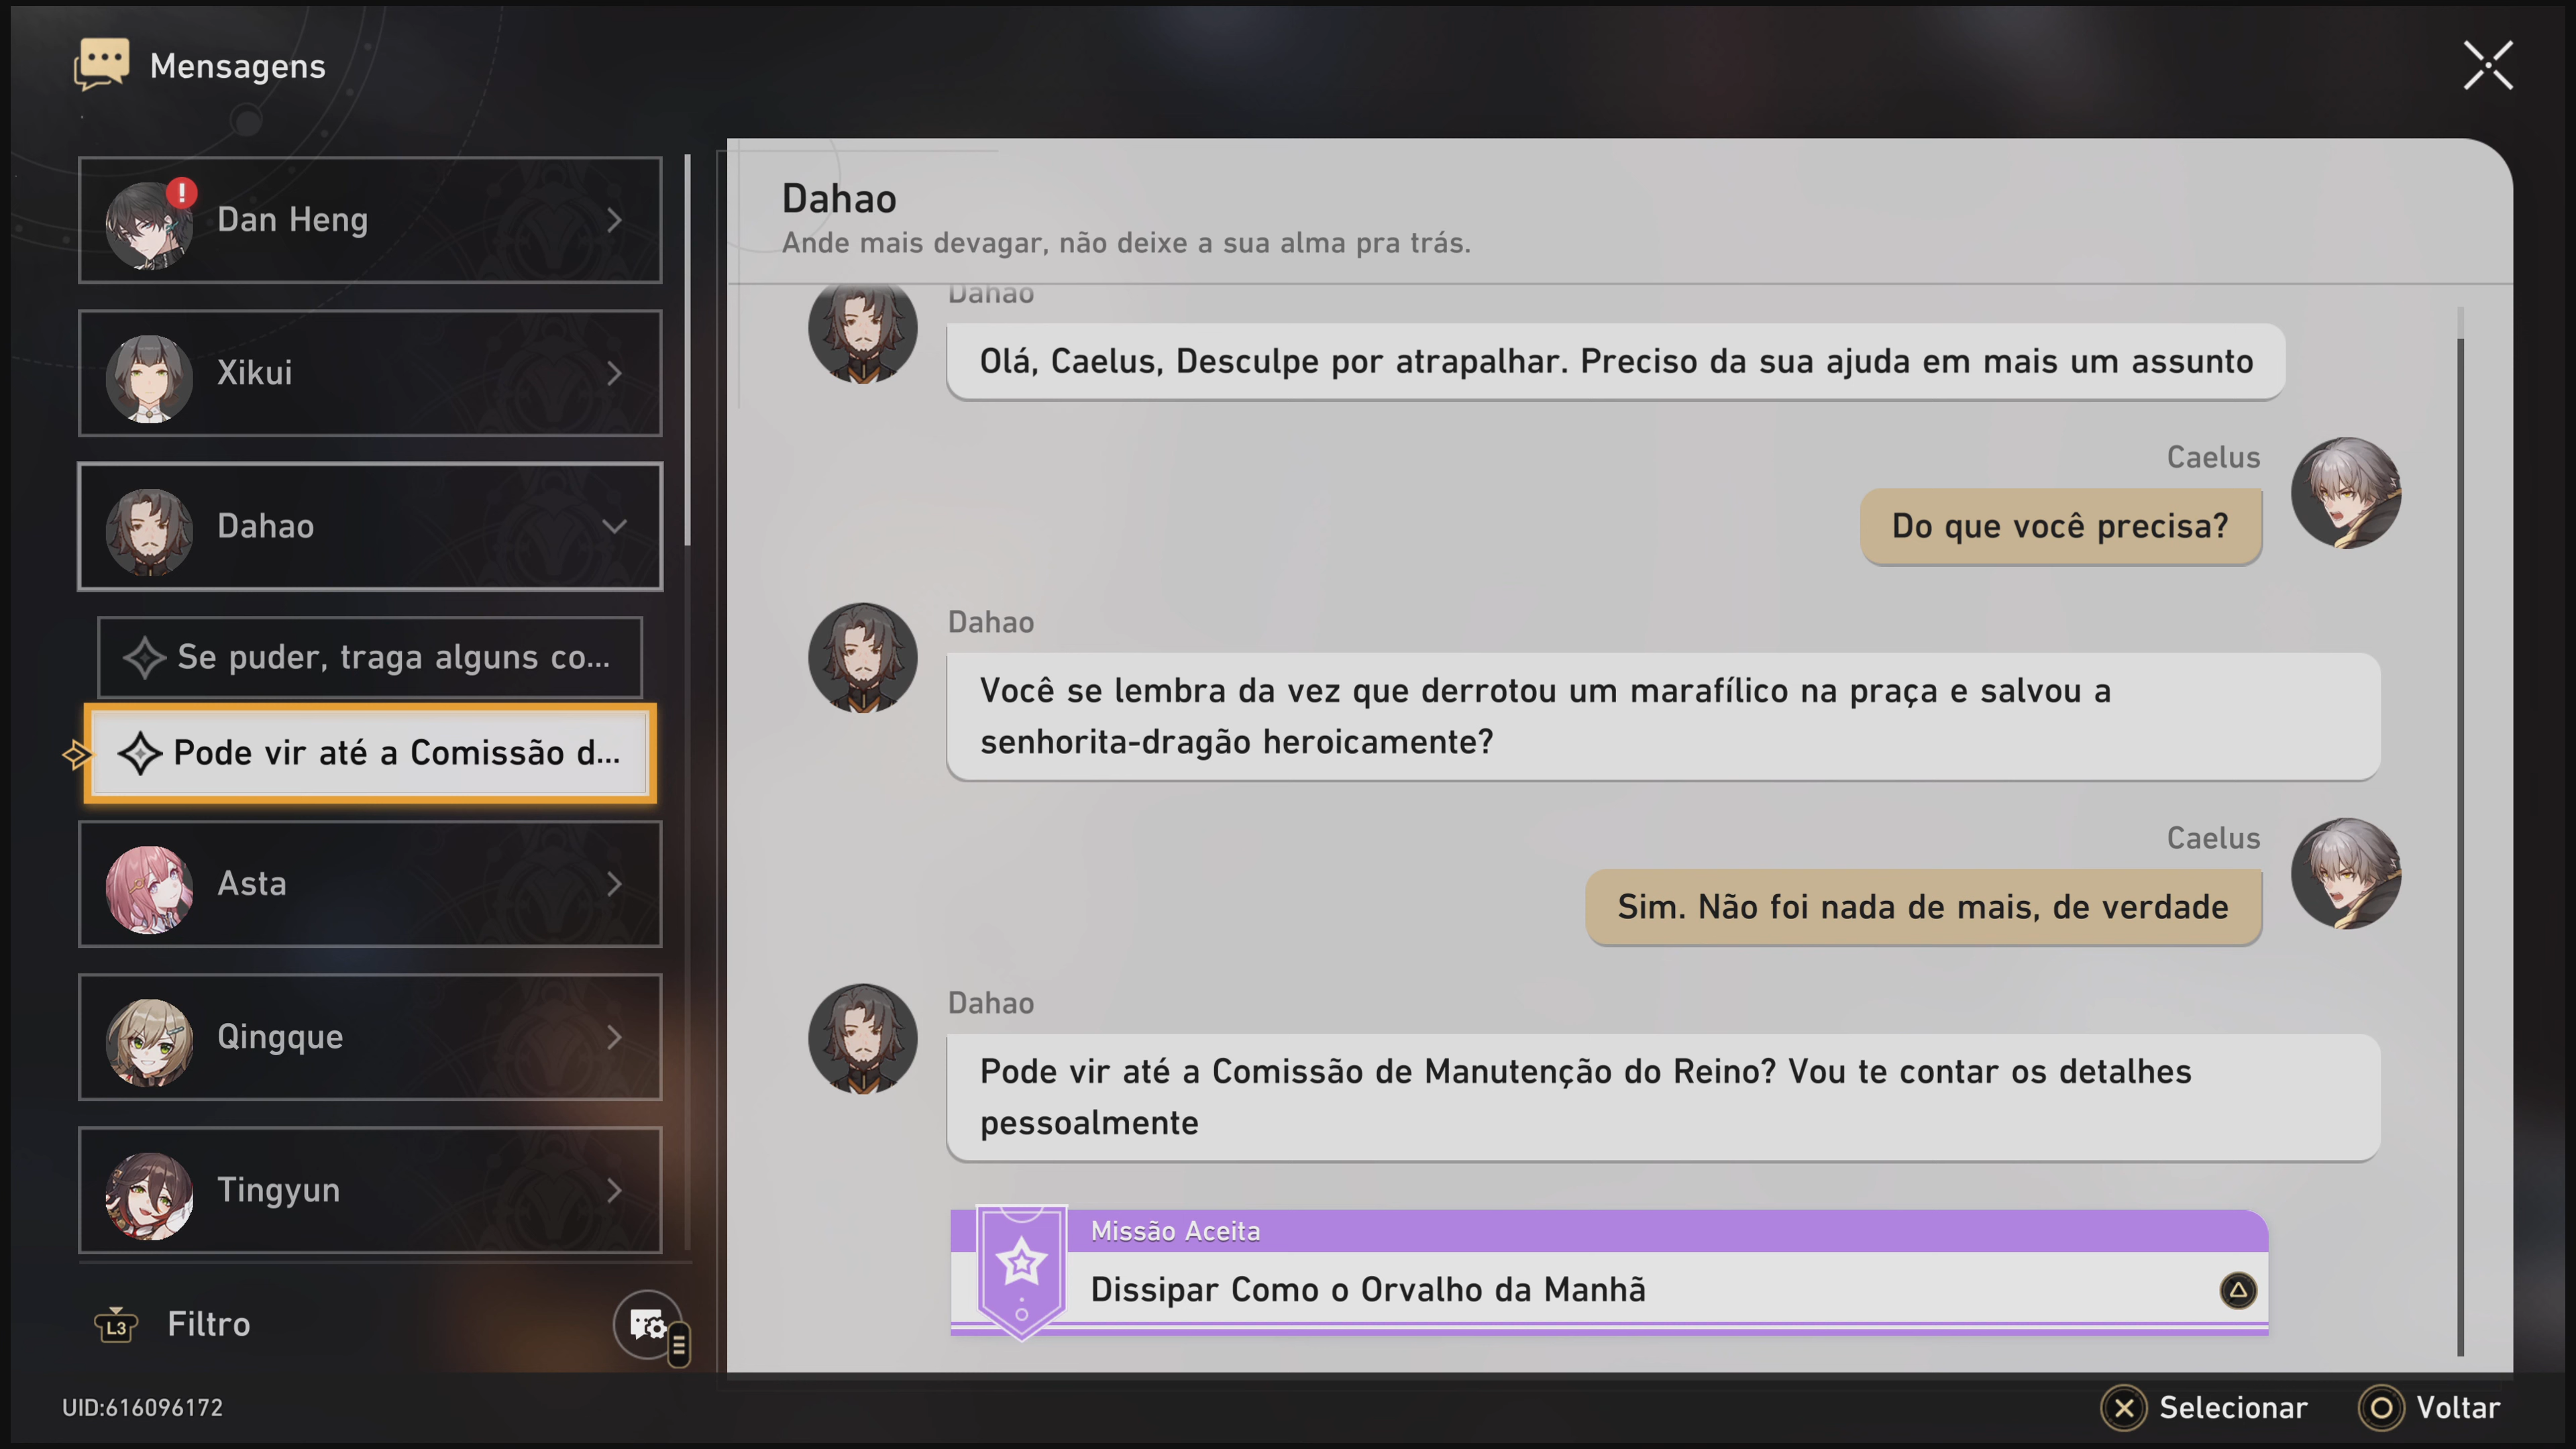 Mensagens
Dan Heng
Xikui
Dahao
Se puder, traga alguns co...
Pode vir até a Comissão d...
Asta
Qingque
Tingyun
L3
Filtro
Dahao
Ande mais devagar, não deixe a sua alma pra trás.
Dahao
Olá, Caelus, Desculpe por atrapalhar. Preciso da sua ajuda em mais um assunto
Caelus
Do que você precisa?
Dahao
Você se lembra da vez que derrotou um marafílico na praça e salvou a
senhorita-dragão heroicamente?
Caelus
Sim. Não foi nada de mais, de verdade
Dahao
Pode vir até a Comissão de Manutenção do Reino? Vou te contar os detalhes
pessoalmente
Missão Aceita
Dissipar Como o Orvalho da Manhã
UID:616096172
Selecionar
Voltar